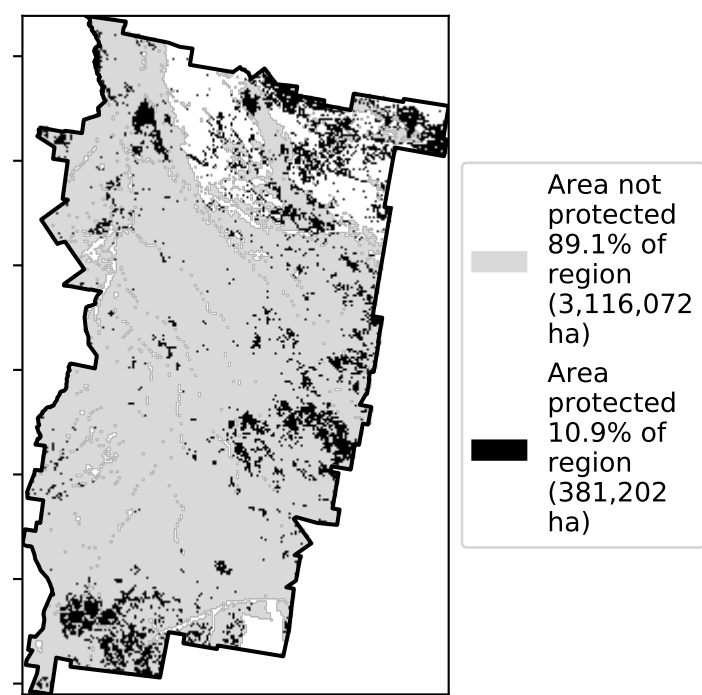 Area not
protected
89.1% of
region
(3,116,072
ha)
Area
protected
10.9% of
region
(381,202
ha)